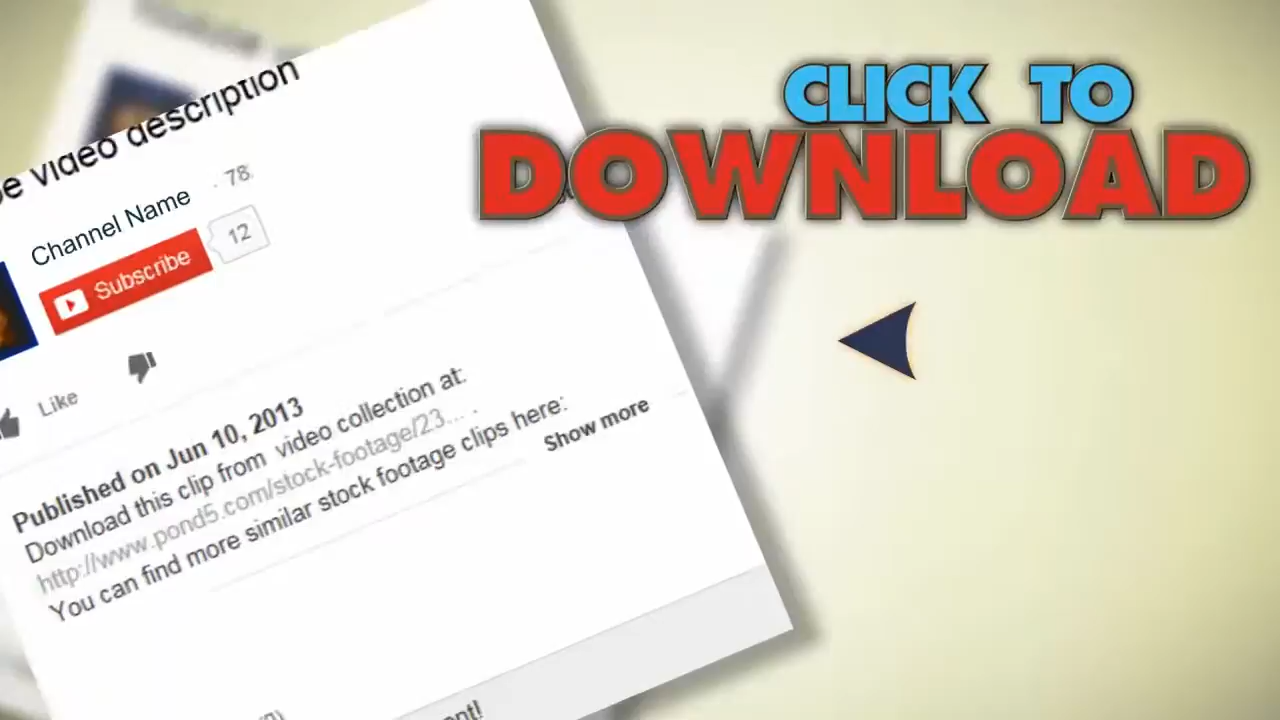 CLICK TO
DOWNLOAD
video description
Channel Name
78
Subscribe
12
Like
Published on Jun 10, 2013
Download this clip from video collection at:
http://www.pond5.com/stock-footage/23... .
You can find more similar stock footage clips here:
Show more